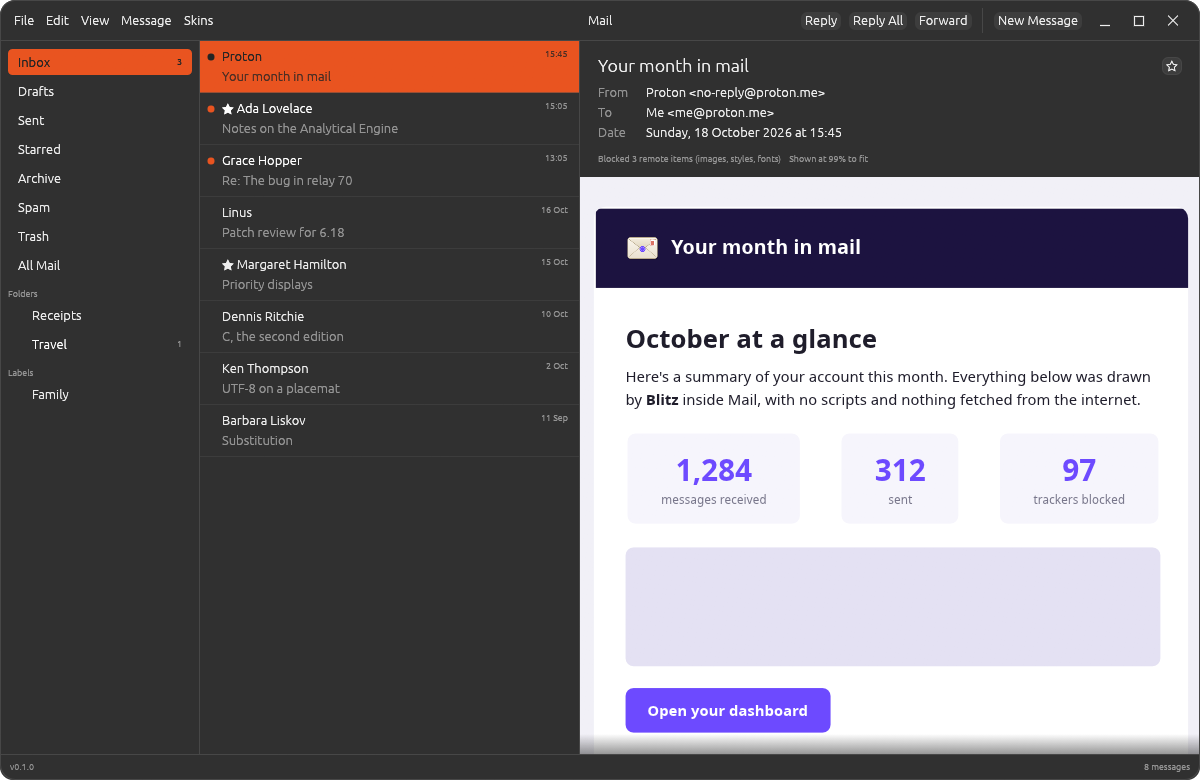 File Edit View Message Skins
Mail
Reply Reply All Forward New Message
Inbox 3
Drafts
Sent
Starred
Archive
Spam
Trash
All Mail
Folders
Receipts
Travel 1
Labels
Family
Proton 15:45
Your month in mail
Ada Lovelace 15:05
Notes on the Analytical Engine
Grace Hopper 13:05
Re: The bug in relay 70
Linus 16 Oct
Patch review for 6.18
Margaret Hamilton 15 Oct
Priority displays
Dennis Ritchie 10 Oct
C, the second edition
Ken Thompson 2 Oct
UTF-8 on a placemat
Barbara Liskov 11 Sep
Substitution
Your month in mail
From Proton <no-reply@proton.me>
To Me <me@proton.me>
Date Sunday, 18 October 2026 at 15:45
Blocked 3 remote items (images, styles, fonts) Shown at 99% to fit
Your month in mail
October at a glance
Here's a summary of your account this month. Everything below was drawn
by Blitz inside Mail, with no scripts and nothing fetched from the internet.
1,284 312 97
messages received sent trackers blocked
Open your dashboard
v0.1.0 8 messages